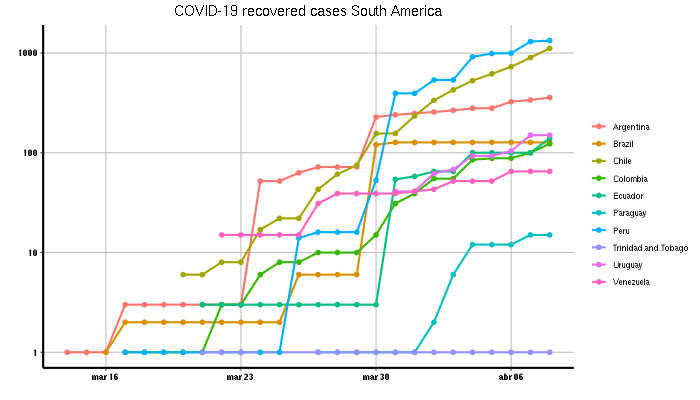 COVID-19 recovered cases South America
1000
100
10
1
mar 16
mar 23
mar 30
abr 06
Argentina
Brazil
Chile
Colombia
Ecuador
Paraguay
Peru
Trinidad.and.Tobago
Uruguay
Venezuela